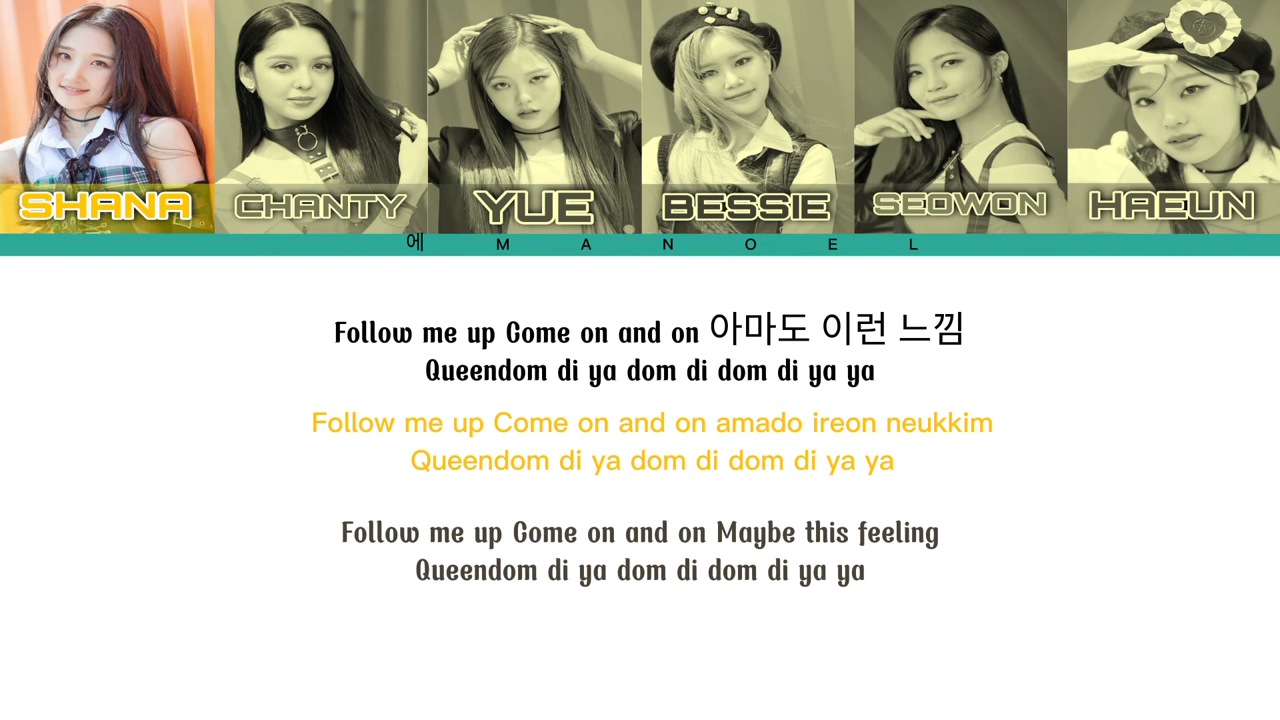 SHANA
CHANTY
YUE
BESSIE
SEOWON
HAEUN
에 M A N O E L
Follow me up Come on and on 아마도 이런 느낌
Queendom di ya dom di dom di ya ya
Follow me up Come on and on amado ireon neukkim
Queendom di ya dom di dom di ya ya
Follow me up Come on and on Maybe this feeling
Queendom di ya dom di dom di ya ya